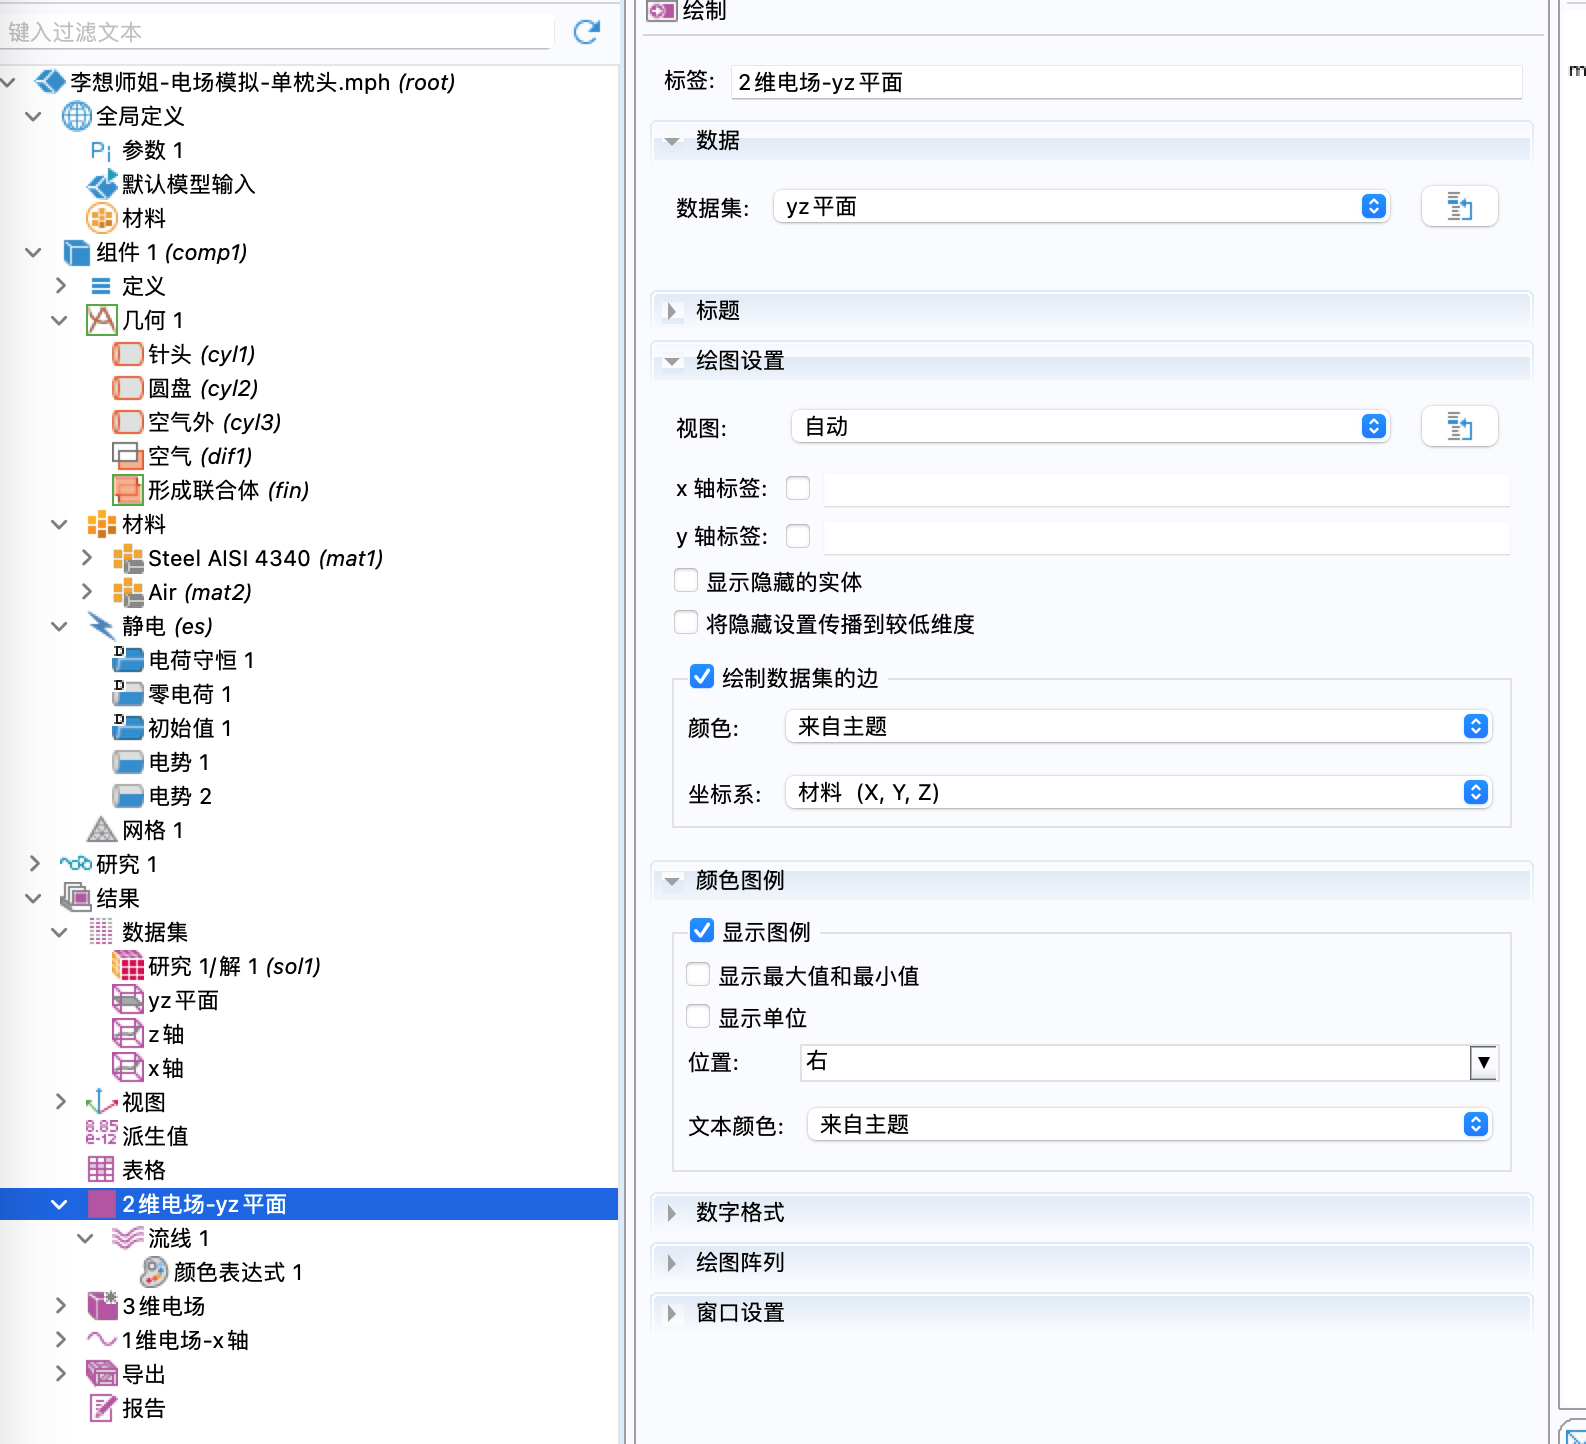 键入过滤文本
李想师姐-电场模拟-单枕头.mph (root)
全局定义
Pi 参数 1
默认模型输入
材料
组件 1 (comp1)
定义
几何 1
针头 (cyl1)
圆盘 (cyl2)
空气外 (cyl3)
空气 (dif1)
形成联合体 (fin)
材料
Steel AISI 4340 (mat1)
Air (mat2)
静电 (es)
D 电荷守恒 1
D 零电荷 1
D 初始值 1
电势 1
电势 2
网格 1
研究 1
结果
数据集
研究 1/解 1 (sol1)
yz平面
z轴
x轴
视图
8.85
e-12 派生值
表格
2维电场-yz平面
流线 1
颜色表达式 1
3维电场
1维电场-x轴
导出
报告
绘制
标签: 2维电场-yz平面
数据
数据集: yz平面
标题
绘图设置
视图: 自动
x 轴标签:
y 轴标签:
显示隐藏的实体
将隐藏设置传播到较低维度
绘制数据集的边
颜色: 来自主题
坐标系: 材料 (X, Y, Z)
颜色图例
显示图例
显示最大值和最小值
显示单位
位置: 右
文本颜色: 来自主题
数字格式
绘图阵列
窗口设置